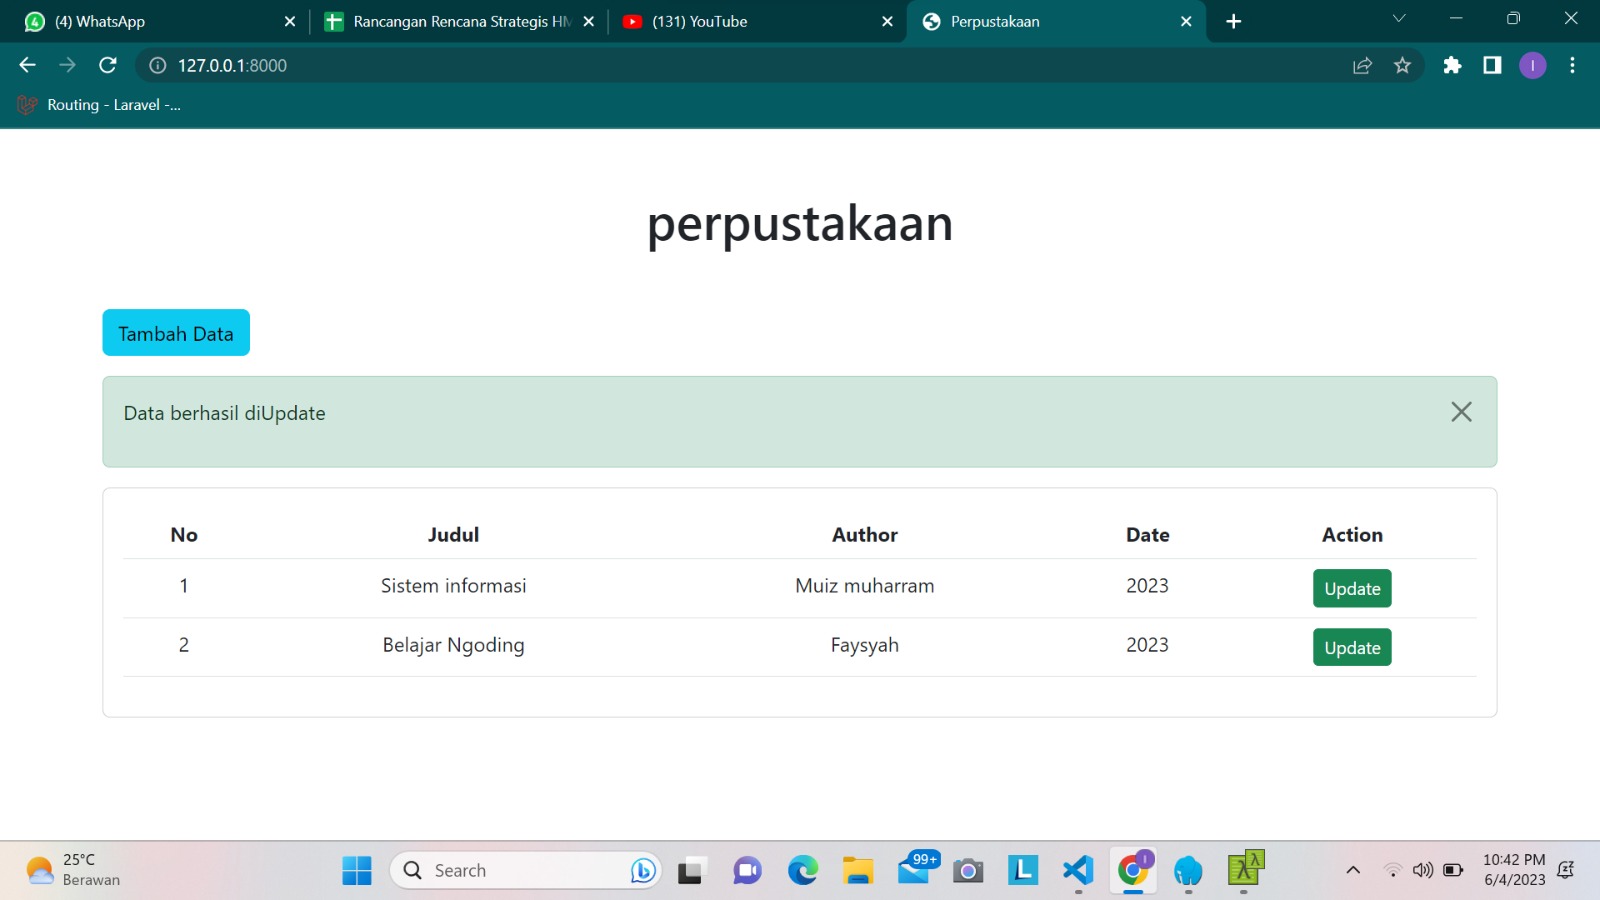 (4) WhatsApp
Rancangan Rencana Strategis HM
(131) YouTube
Perpustakaan
127.0.0.1:8000
I
Routing - Laravel -...
perpustakaan
Tambah Data
Data berhasil diUpdate
No Judul Author Date Action
1 Sistem informasi Muiz muharram 2023 Update
2 Belajar Ngoding Faysyah 2023 Update
25°C
Berawan
Search
99+
L
10:42 PM
6/4/2023